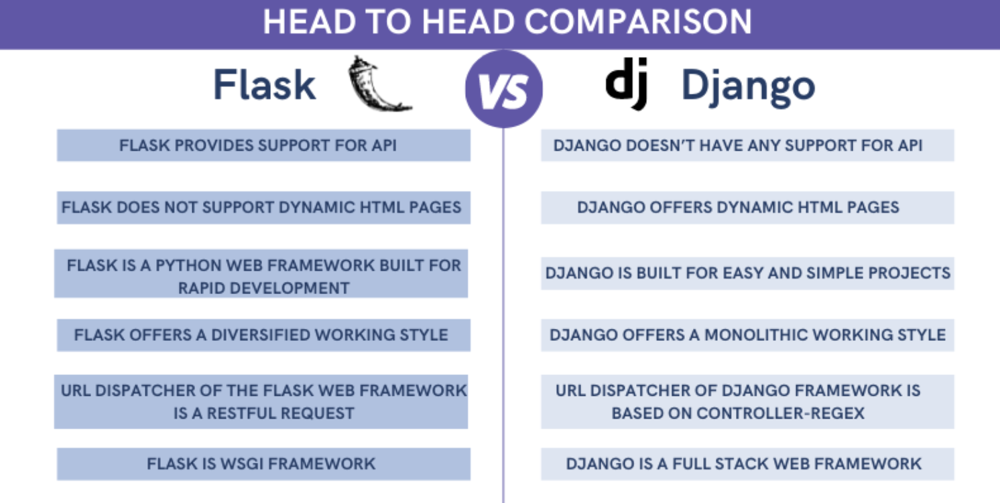 HEAD TO HEAD COMPARISON
Flask
VS
dj Django
FLASK PROVIDES SUPPORT FOR API
DJANGO DOESN'T HAVE ANY SUPPORT FOR API
FLASK DOES NOT SUPPORT DYNAMIC HTML PAGES
DJANGO OFFERS DYNAMIC HTML PAGES
FLASK IS A PYTHON WEB FRAMEWORK BUILT FOR
RAPID DEVELOPMENT
DJANGO IS BUILT FOR EASY AND SIMPLE PROJECTS
FLASK OFFERS A DIVERSIFIED WORKING STYLE
DJANGO OFFERS A MONOLITHIC WORKING STYLE
URL DISPATCHER OF THE FLASK WEB FRAMEWORK
IS A RESTFUL REQUEST
URL DISPATCHER OF DJANGO FRAMEWORK IS
BASED ON CONTROLLER-REGEX
FLASK IS WSGI FRAMEWORK
DJANGO IS A FULL STACK WEB FRAMEWORK